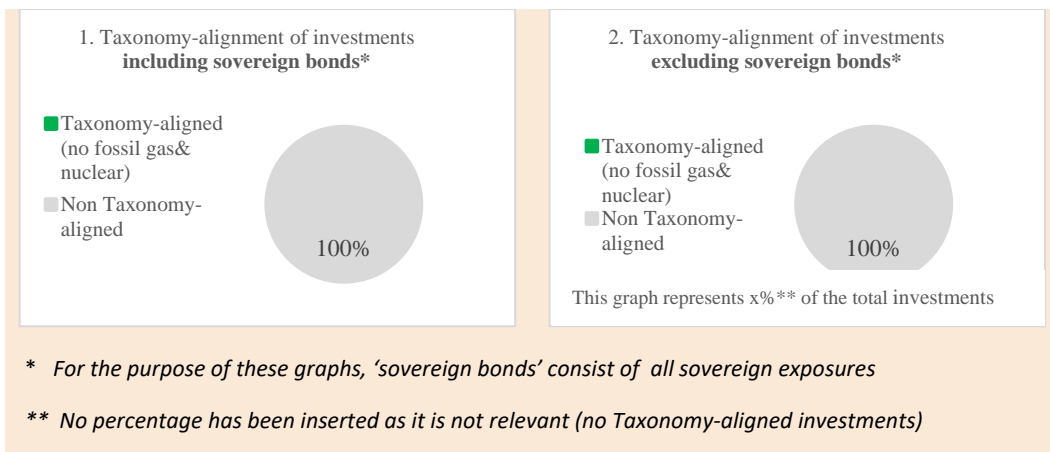 1. Taxonomy-alignment of investments
including sovereign bonds*
Taxonomy-aligned
(no fossil gas&
nuclear)
Non Taxonomy-
aligned
100%
2. Taxonomy-alignment of investments
excluding sovereign bonds*
Taxonomy-aligned
(no fossil gas&
nuclear)
Non Taxonomy-
aligned
100%
This graph represents x%** of the total investments
* For the purpose of these graphs, ‘sovereign bonds’ consist of all sovereign exposures
** No percentage has been inserted as it is not relevant (no Taxonomy-aligned investments)